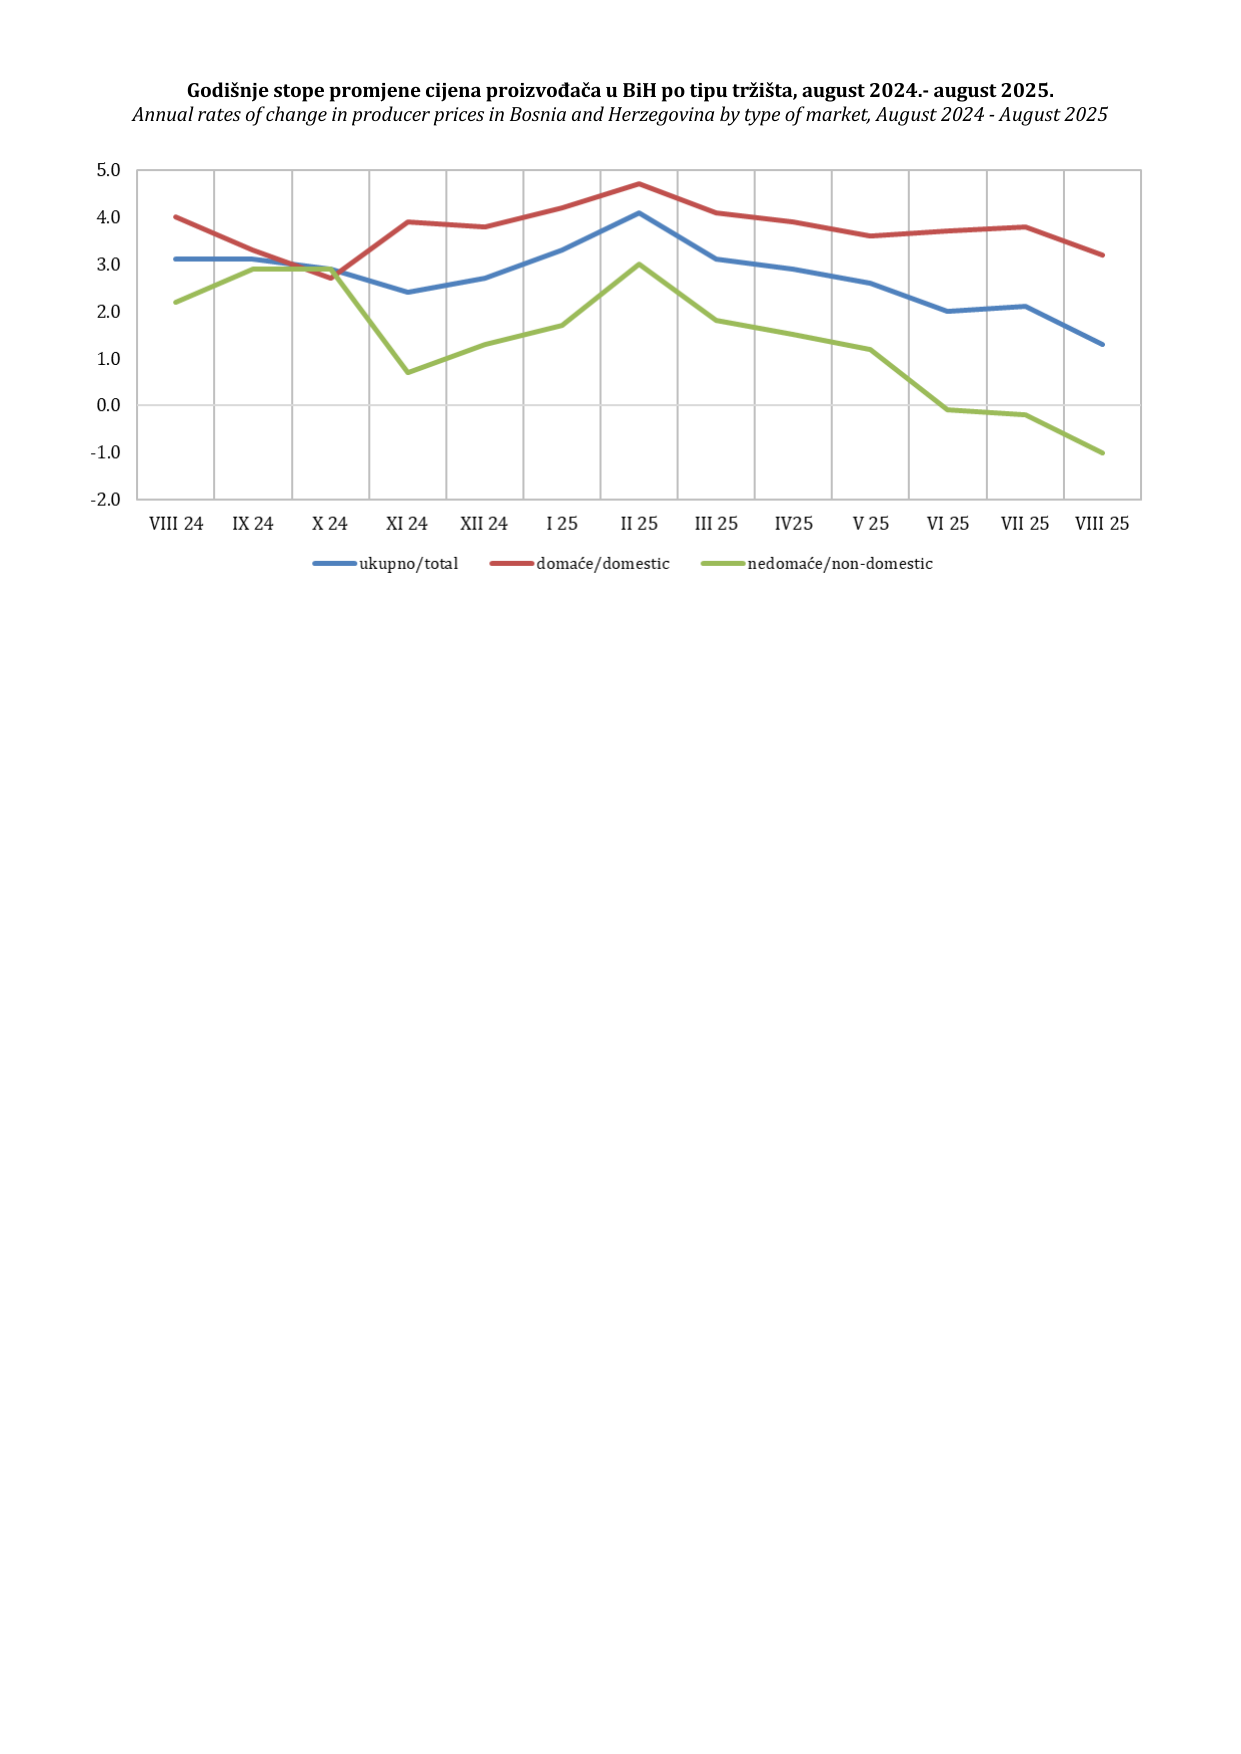 Godišnje stope promjene cijena proizvođača u BiH po tipu tržišta, august 2024.- august 2025.
Annual rates of change in producer prices in Bosnia and Herzegovina by type of market, August 2024 - August 2025
5.0
4.0
3.0
2.0
1.0
0.0
-1.0
-2.0
VIII 24 IX 24 X 24 XI 24 XII 24 I 25 II 25 III 25 IV25 V 25 VI 25 VII 25 VIII 25
ukupno/total domaće/domestic nedomaće/non-domestic